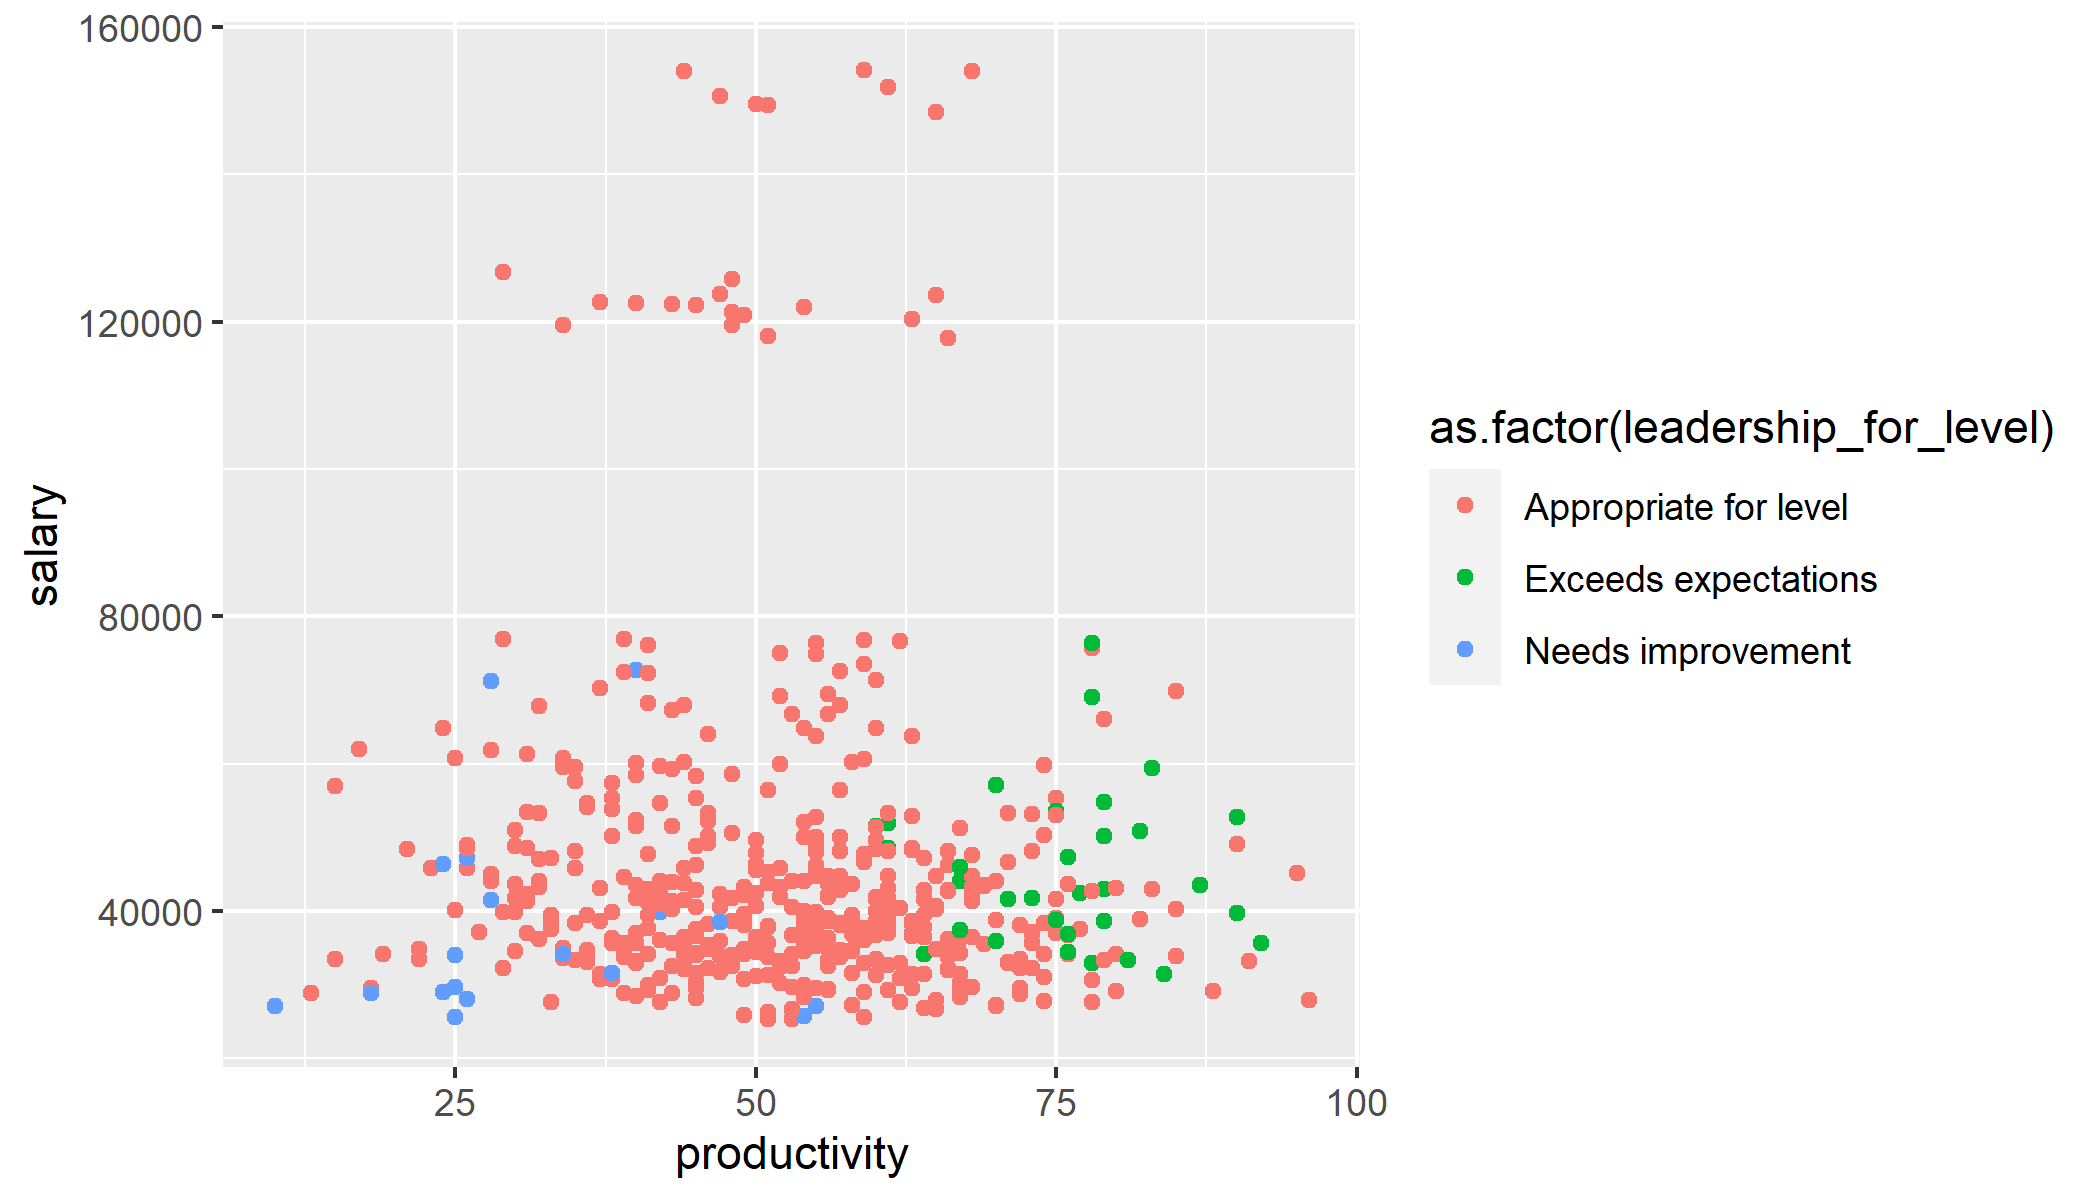 160000
120000
80000
40000
salary
25 50 75 100
productivity
as.factor(leadership_for_level)
Appropriate for level
Exceeds expectations
Needs improvement